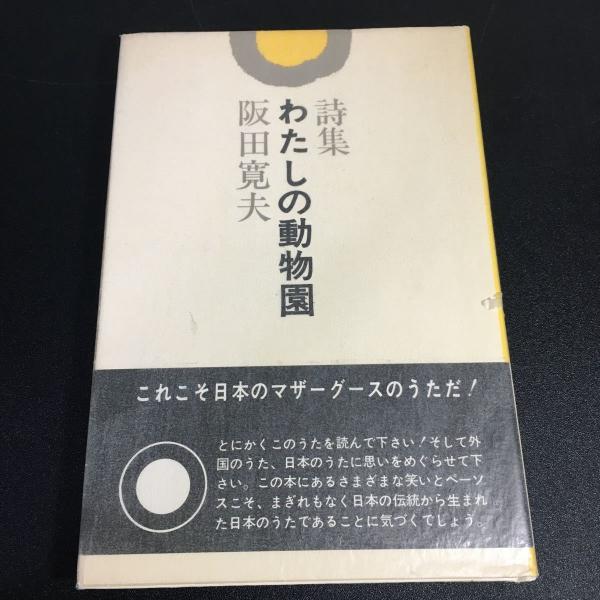 詩集
わたしの動物園
阪田寛夫
これこそ日本のマザーグースのうただ！
とにかくこのうたを読んで下さい！そして外
国のうた、日本のうたに思いをめぐらせて下
さい。この本にあるさまざまな笑いとペーソ
スこそ、まぎれもなく日本の伝統から生まれ
た日本のうたであることに気づくでしょう。